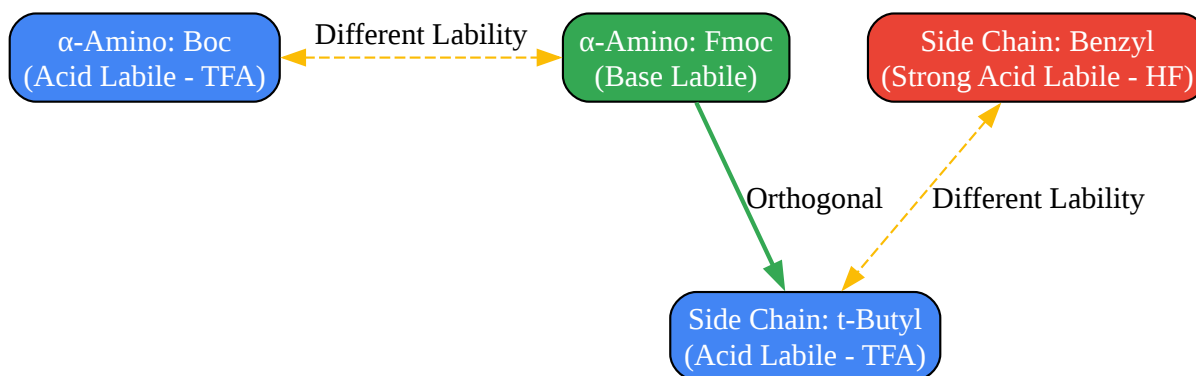 α-Amino: Boc
(Acid Labile - TFA)
Different Lability
α-Amino: Fmoc
(Base Labile)
Side Chain: Benzyl
(Strong Acid Labile - HF)
Orthogonal
Different Lability
Side Chain: t-Butyl
(Acid Labile - TFA)